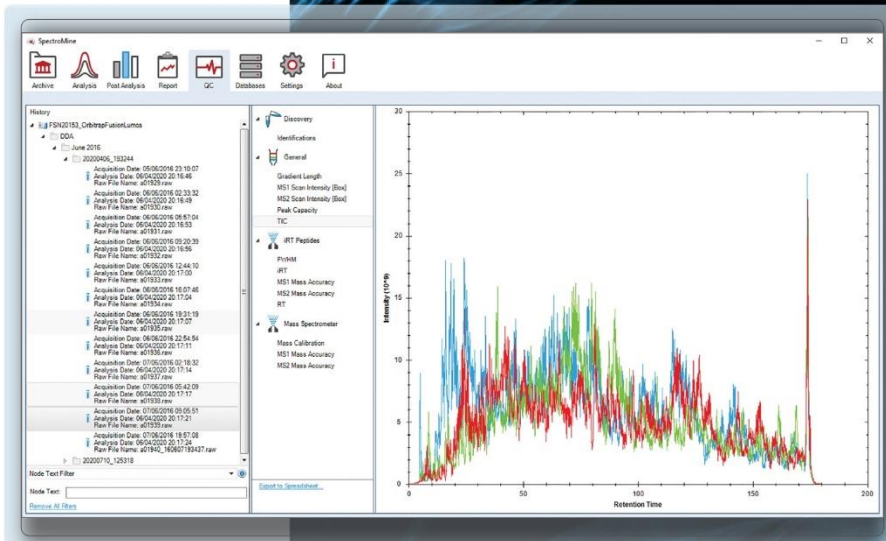 SpectroMine
Archive
Analysis
Post Analysis
Report
QC
Databases
Settings
About
History
FSN20153_OrbitrapFusionLumos
DDA
June 2016
20200406_193244
Acquisition Date: 05/06/2016 23:10:07
Analysis Date: 06/04/2020 20:16:46
Raw File Name: a01929.raw
Acquisition Date: 06/06/2016 02:33:32
Analysis Date: 06/04/2020 20:16:49
Raw File Name: a01930.raw
Acquisition Date: 06/06/2016 05:57:04
Analysis Date: 06/04/2020 20:16:53
Raw File Name: a01931.raw
Acquisition Date: 06/06/2016 09:20:39
Analysis Date: 06/04/2020 20:16:56
Raw File Name: a01932.raw
Acquisition Date: 06/06/2016 12:44:10
Analysis Date: 06/04/2020 20:17:00
Raw File Name: a01933.raw
Acquisition Date: 06/06/2016 16:07:46
Analysis Date: 06/04/2020 20:17:04
Raw File Name: a01934.raw
Acquisition Date: 06/06/2016 19:31:19
Analysis Date: 06/04/2020 20:17:07
Raw File Name: a01935.raw
Acquisition Date: 06/06/2016 22:54:54
Analysis Date: 06/04/2020 20:17:11
Raw File Name: a01936.raw
Acquisition Date: 07/06/2016 02:18:32
Analysis Date: 06/04/2020 20:17:14
Raw File Name: a01937.raw
Acquisition Date: 07/06/2016 05:42:09
Analysis Date: 06/04/2020 20:17:17
Raw File Name: a01938.raw
Acquisition Date: 07/06/2016 09:05:51
Analysis Date: 06/04/2020 20:17:21
Raw File Name: a01939.raw
Acquisition Date: 07/06/2016 19:57:08
Analysis Date: 06/04/2020 20:17:24
Raw File Name: a01940_160607193437.raw
20200710_125318
Node Text Filter
Node Text:
Remove All Filters
Discovery
Identifications
General
Gradient Length
MS1 Scan Intensity [Box]
MS2 Scan Intensity [Box]
Peak Capacity
TIC
iRT Peptides
FWHM
iRT
MS1 Mass Accuracy
MS2 Mass Accuracy
RT
Mass Spectrometer
Mass Calibration
MS1 Mass Accuracy
MS2 Mass Accuracy
Export to Spreadsheet...
30
25
20
15
10
5
0
Intensity (10^9)
0
50
100
150
200
Retention Time